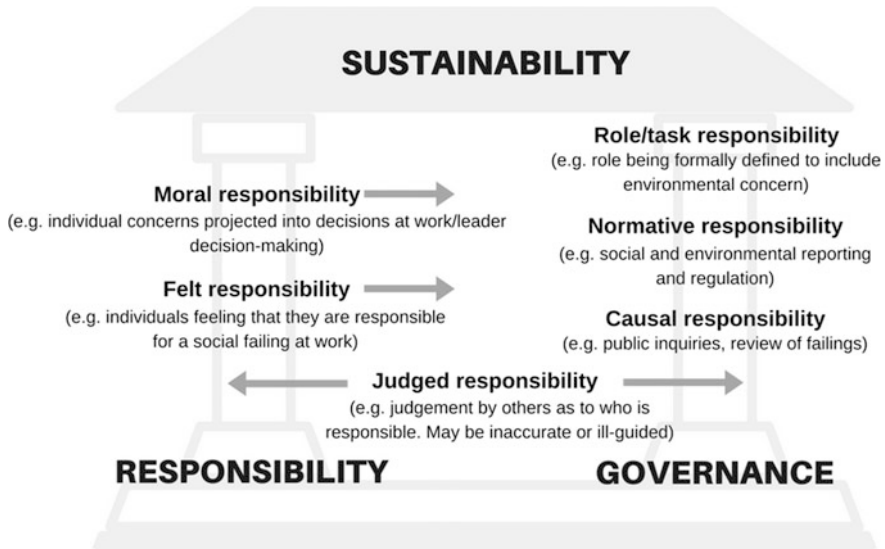 SUSTAINABILITY
Moral responsibility
(e.g. individual concerns projected into decisions at work/leader
decision-making)
Felt responsibility
(e.g. individuals feeling that they are responsible
for a social failing at work)
Role/task responsibility
(e.g. role being formally defined to include
environmental concern)
Normative responsibility
(e.g. social and environmental reporting
and regulation)
Causal responsibility
(e.g. public inquiries, review of failings)
Judged responsibility
(e.g. judgement by others as to who is
responsible. May be inaccurate or ill-guided)
RESPONSIBILITY
GOVERNANCE